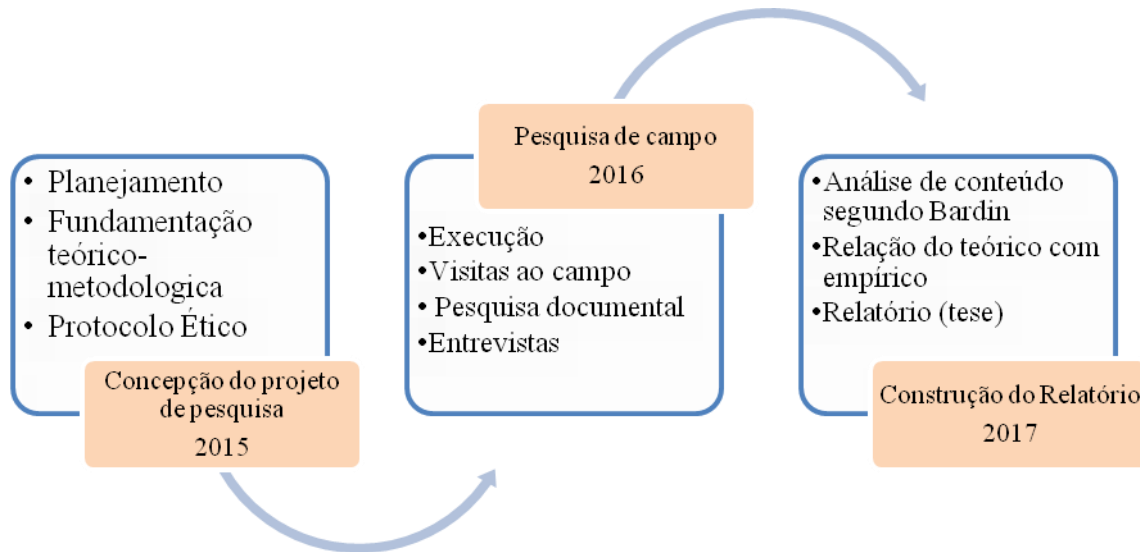 • Planejamento
• Fundamentação
teórico-
metodologica
• Protocolo Ético
Concepção do projeto
de pesquisa
2015
Pesquisa de campo
2016
•Execução
•Visitas ao campo
• Pesquisa documental
•Entrevistas
•Análise de conteúdo
segundo Bardin
•Relação do teórico com
empírico
•Relatório (tese)
Construção do Relatório
2017